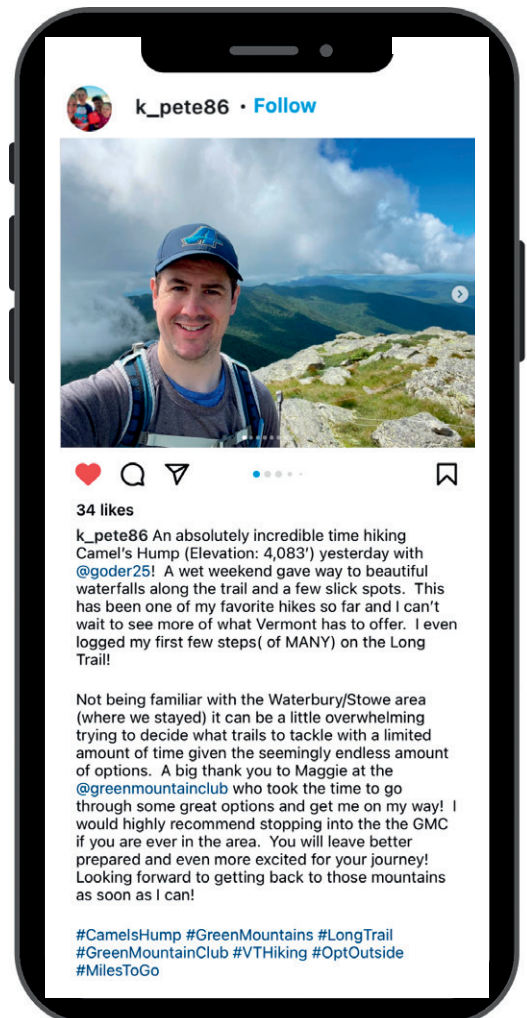 k_pete86 · Follow
34 likes
k_pete86 An absolutely incredible time hiking
Camel's Hump (Elevation: 4,083') yesterday with
@goder25!  A wet weekend gave way to beautiful
waterfalls along the trail and a few slick spots.  This
has been one of my favorite hikes so far and I can't
wait to see more of what Vermont has to offer.  I even
logged my first few steps( of MANY) on the Long
Trail!
Not being familiar with the Waterbury/Stowe area
(where we stayed) it can be a little overwhelming
trying to decide what trails to tackle with a limited
amount of time given the seemingly endless amount
of options.  A big thank you to Maggie at the
@greenmountainclub who took the time to go
through some great options and get me on my way!  I
would highly recommend stopping into the the GMC
if you are ever in the area.  You will leave better
prepared and even more excited for your journey!
Looking forward to getting back to those mountains
as soon as I can!
#CamelsHump #GreenMountains #LongTrail
#GreenMountainClub #VTHiking #OptOutside
#MilesToGo